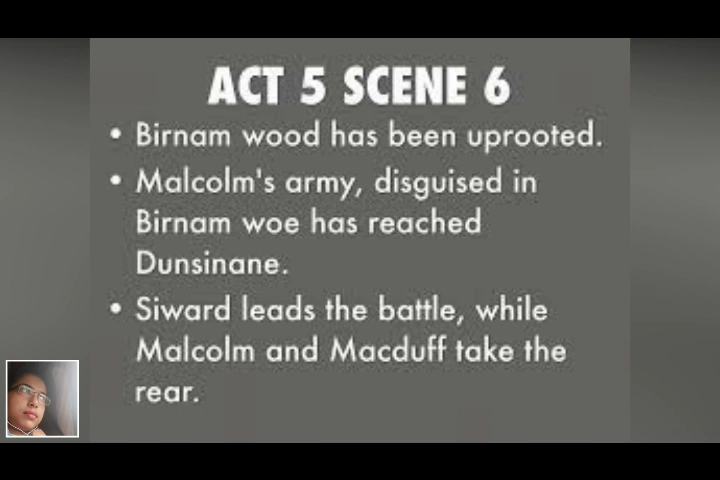 ACT 5 SCENE 6
• Birnam wood has been uprooted.
• Malcolm's army, disguised in
Birnam woe has reached
Dunsinane.
• Siward leads the battle, while
Malcolm and Macduff take the
rear.